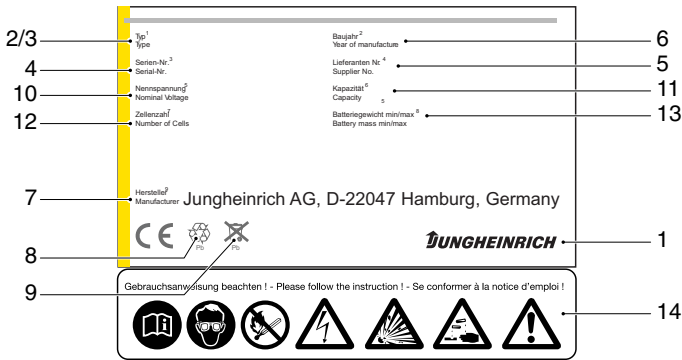 2/3
Typ1
Type
Baujahr2
Year of manufacture
6
4
Serien-Nr.3
Serial-Nr.
Lieferanten Nr.4
Supplier No.
5
10
Nennspannung5
Nominal Voltage
Kapazität6
Capacity
5
11
12
Zellenzahl7
Number of Cells
Batteriegewicht min/max8
Battery mass min/max
13
7
Hersteller9
Manufacturer
Jungheinrich AG, D-22047 Hamburg, Germany
CE
Pb
Pb
JUNGHEINRICH
1
8
9
Gebrauchsanweisung beachten ! - Please follow the instruction ! - Se conformer à la notice d'emploi !
14